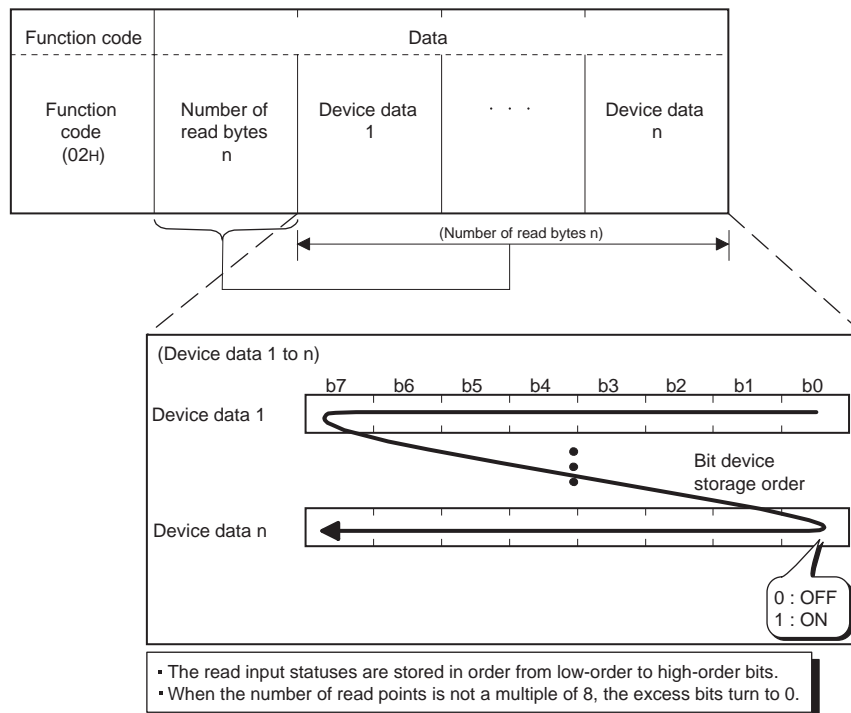 Function code Data
Function
code
(02H)
Number of
read bytes
n
Device data
1
· · ·
Device data
n
(Number of read bytes n)
(Device data 1 to n)
b7 b6 b5 b4 b3 b2 b1 b0
Device data 1
Bit device
storage order
Device data n
0 : OFF
1 : ON
• The read input statuses are stored in order from low-order to high-order bits.
• When the number of read points is not a multiple of 8, the excess bits turn to 0.